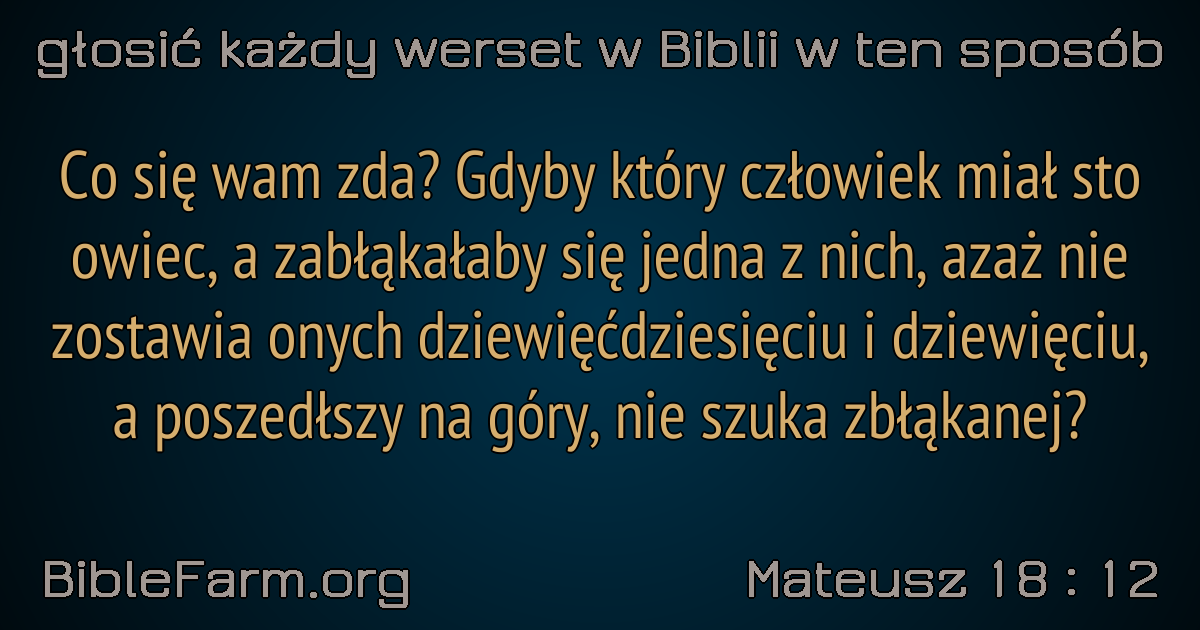 głosić każdy werset w Biblii w ten sposób
Co się wam zda? Gdyby który człowiek miał sto
owiec, a zabłąkałaby się jedna z nich, azaż nie
zostawia onych dziewięćdziesięciu i dziewięciu,
a poszedłszy na góry, nie szuka zbłąkanej?
BibleFarm.org
Mateusz 18 : 12